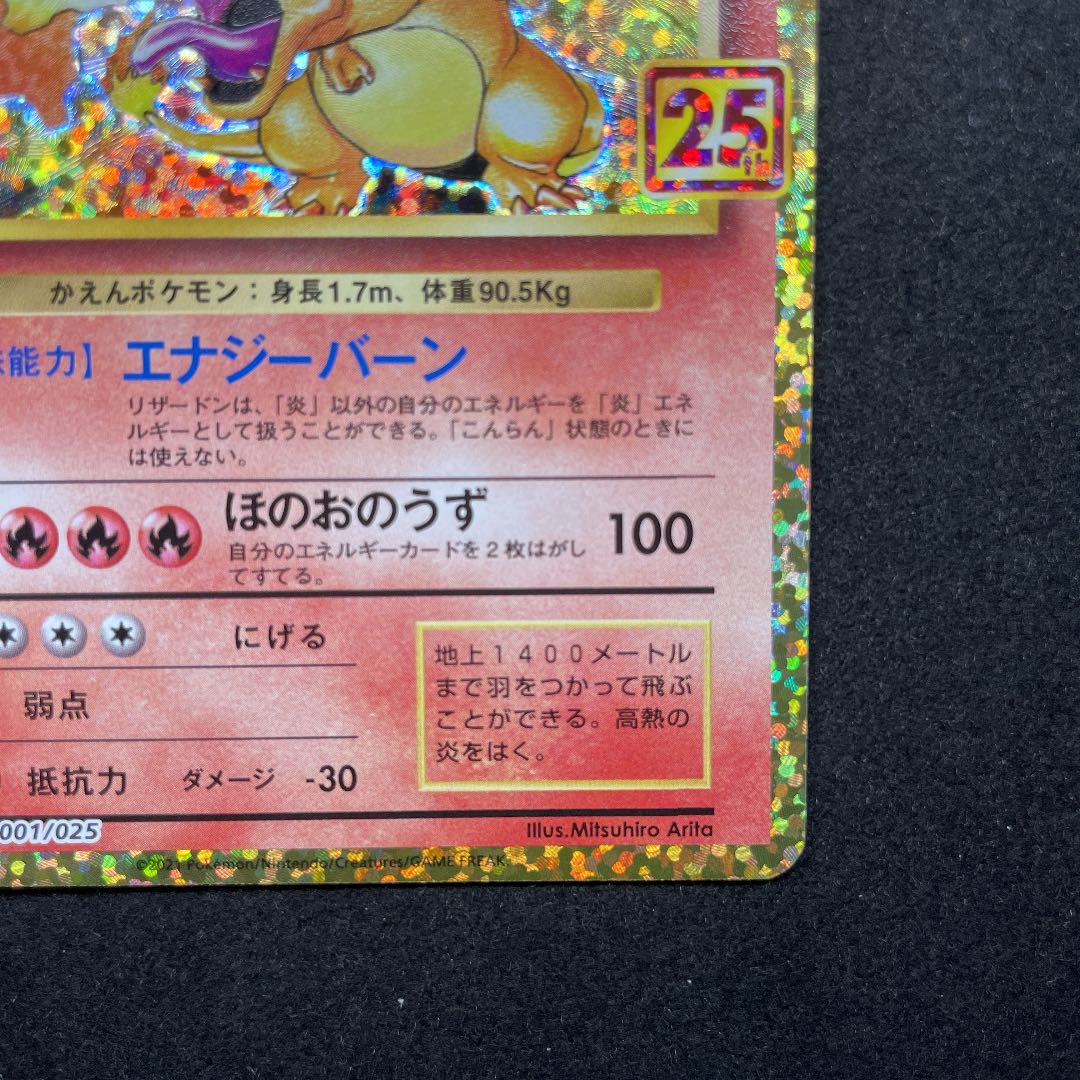 25th
かえんポケモン：身長1.7m、体重90.5Kg
能力】 エナジーバーン
リザードンは、「炎」以外の自分のエネルギーを「炎」エネ
ルギーとして扱うことができる。「こんらん」状態のときに
は使えない。
ほのおのうず 100
自分のエネルギーカードを２枚はがし
てすてる。
にげる
弱点
抵抗力 ダメージ -30
地上１４００メートル
まで羽をつかって飛ぶ
ことができる。高熱の
炎をはく。
001/025
Illus.Mitsuhiro Arita
©2021 Pokémon/Nintendo/Creatures/GAME FREAK.